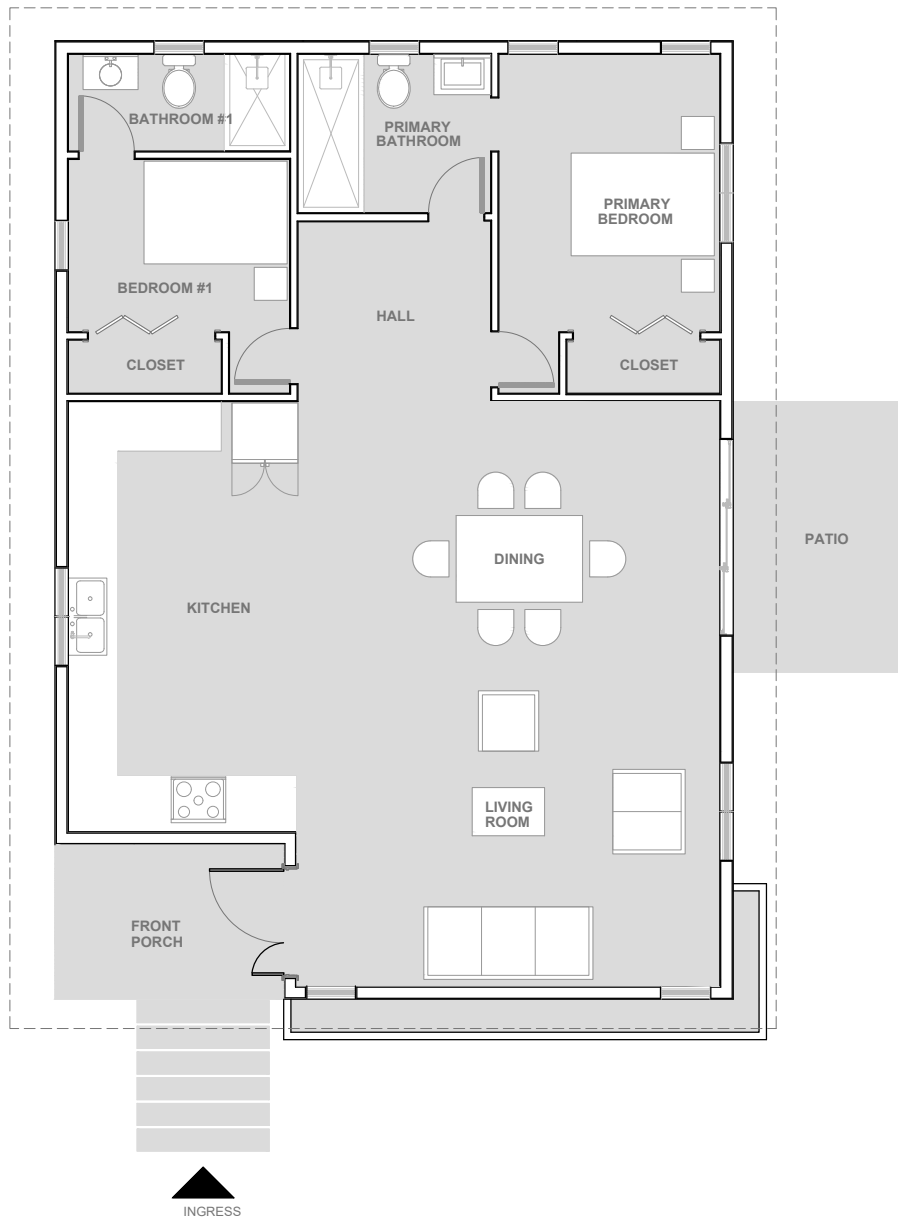 BATHROOM #1
PRIMARY
BATHROOM
PRIMARY
BEDROOM
BEDROOM #1
HALL
CLOSET
CLOSET
PATIO
DINING
KITCHEN
LIVING
ROOM
FRONT
PORCH
INGRESS